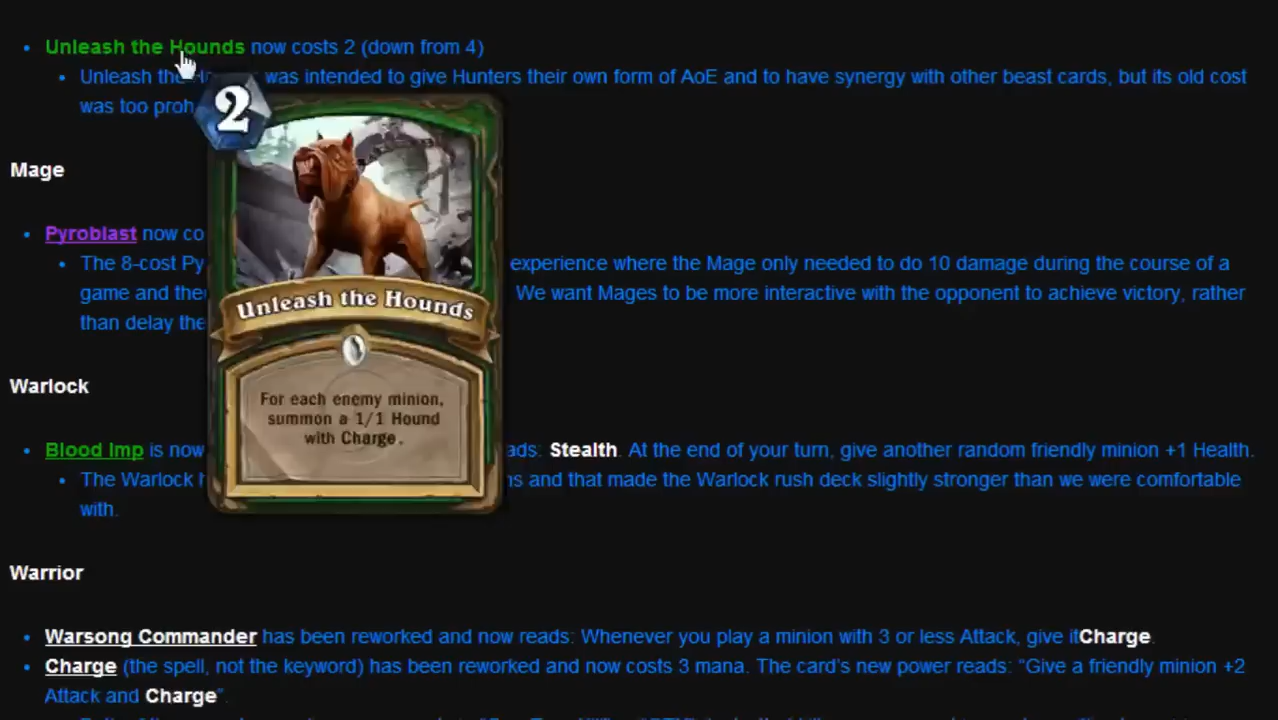 Unleash the Hounds now costs 2 (down from 4)
Unleash the was intended to give Hunters their own form of AoE and to have synergy with other beast cards, but its old cost
was too proh
2
Mage
Pyroblast now co
The 8-cost Py experience where the Mage only needed to do 10 damage during the course of a
game and the We want Mages to be more interactive with the opponent to achieve victory, rather
than delay the
Unleash the Hounds
For each enemy minion,
summon a 1/1 Hound
with Charge.
Warlock
Blood Imp is now ads: Stealth. At the end of your turn, give another random friendly minion +1 Health.
The Warlock h ns and that made the Warlock rush deck slightly stronger than we were comfortable
with.
Warrior
Warsong Commander has been reworked and now reads: Whenever you play a minion with 3 or less Attack, give itCharge.
Charge (the spell, not the keyword) has been reworked and now costs 3 mana. The card's new power reads: “Give a friendly minion +2
Attack and Charge”.